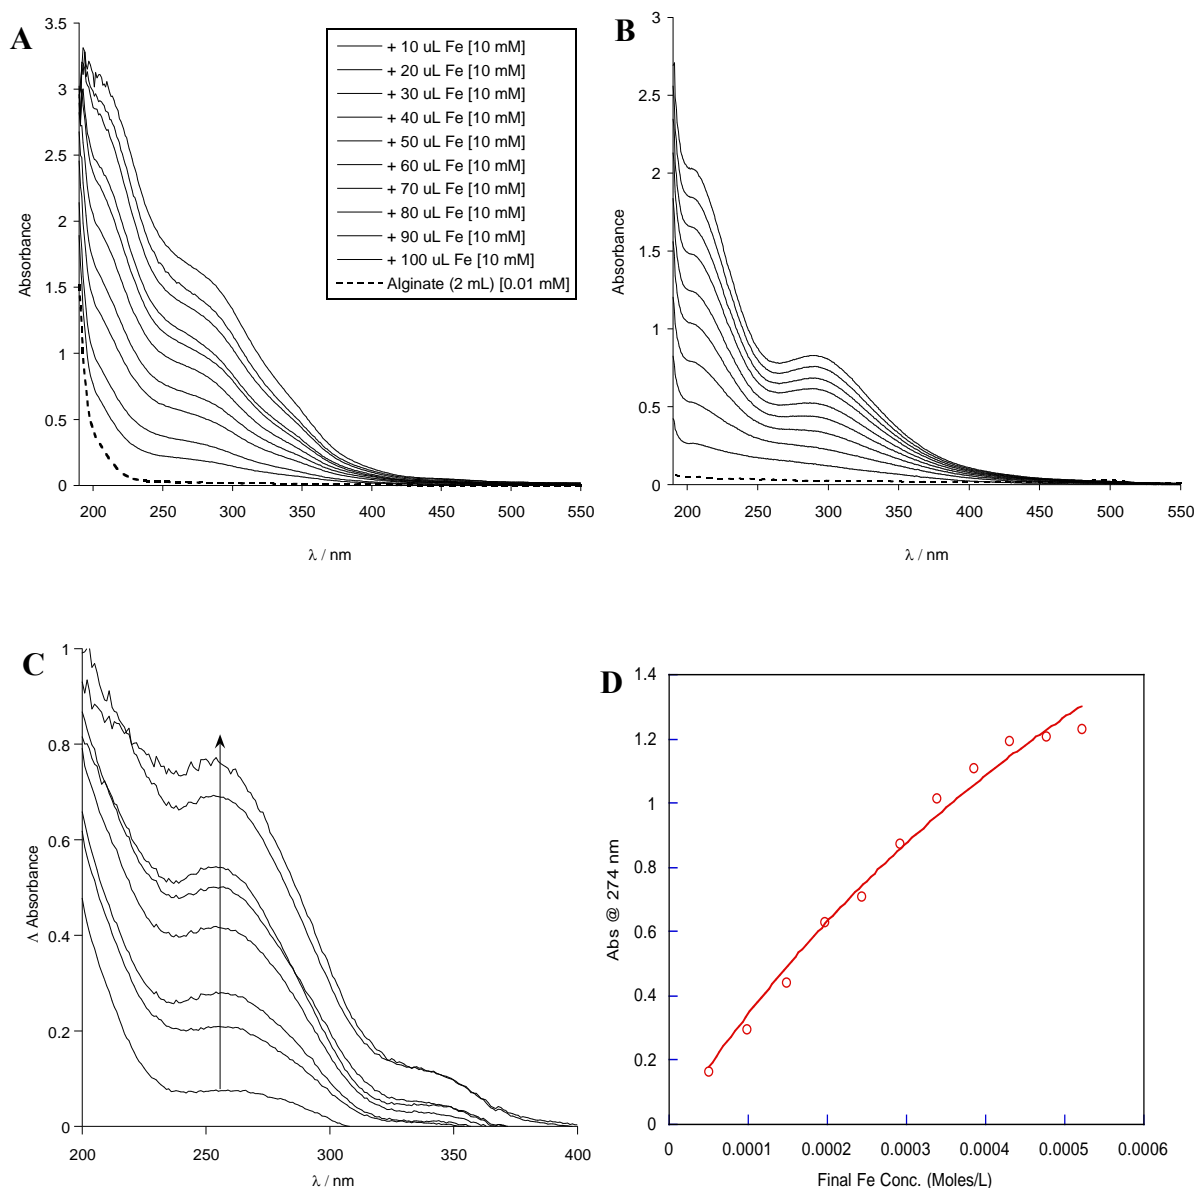 A
3.5
3
2.5
2
1.5
1
0.5
0
Absorbance
200 250 300 350 400 450 500 550
λ / nm
+ 10 uL Fe [10 mM]
+ 20 uL Fe [10 mM]
+ 30 uL Fe [10 mM]
+ 40 uL Fe [10 mM]
+ 50 uL Fe [10 mM]
+ 60 uL Fe [10 mM]
+ 70 uL Fe [10 mM]
+ 80 uL Fe [10 mM]
+ 90 uL Fe [10 mM]
+ 100 uL Fe [10 mM]
Alginate (2 mL) [0.01 mM]
B
3
2.5
2
1.5
1
0.5
0
Absorbance
200 250 300 350 400 450 500 550
λ / nm
C
1
0.8
0.6
0.4
0.2
0
Λ Absorbance
200 250 300 350 400
λ / nm
D
1.4
1.2
1
0.8
0.6
0.4
0.2
0
Abs @ 274 nm
0 0.0001 0.0002 0.0003 0.0004 0.0005 0.0006
Final Fe Conc. (Moles/L)